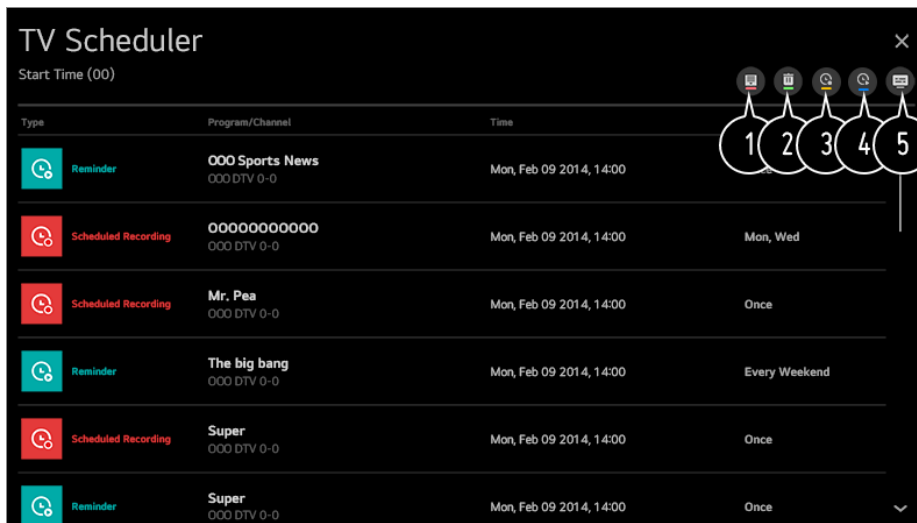 TV Scheduler
Start Time (00)
1 2 3 4 5
Type Program/Channel Time
Reminder OOO Sports News Mon, Feb 09 2014, 14:00
OOO DTV 0-0
Scheduled Recording OOOOOOOOOOO Mon, Feb 09 2014, 14:00 Mon, Wed
OOO DTV 0-0
Scheduled Recording Mr. Pea Mon, Feb 09 2014, 14:00 Once
OOO DTV 0-0
Reminder The big bang Mon, Feb 09 2014, 14:00 Every Weekend
OOO DTV 0-0
Scheduled Recording Super Mon, Feb 09 2014, 14:00 Once
OOO DTV 0-0
Reminder Super Mon, Feb 09 2014, 14:00 Once
OOO DTV 0-0